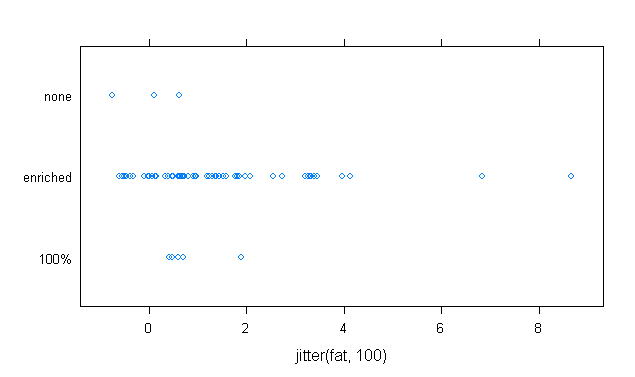 none
enriched
100%
0 2 4 6 8
jitter(fat, 100)